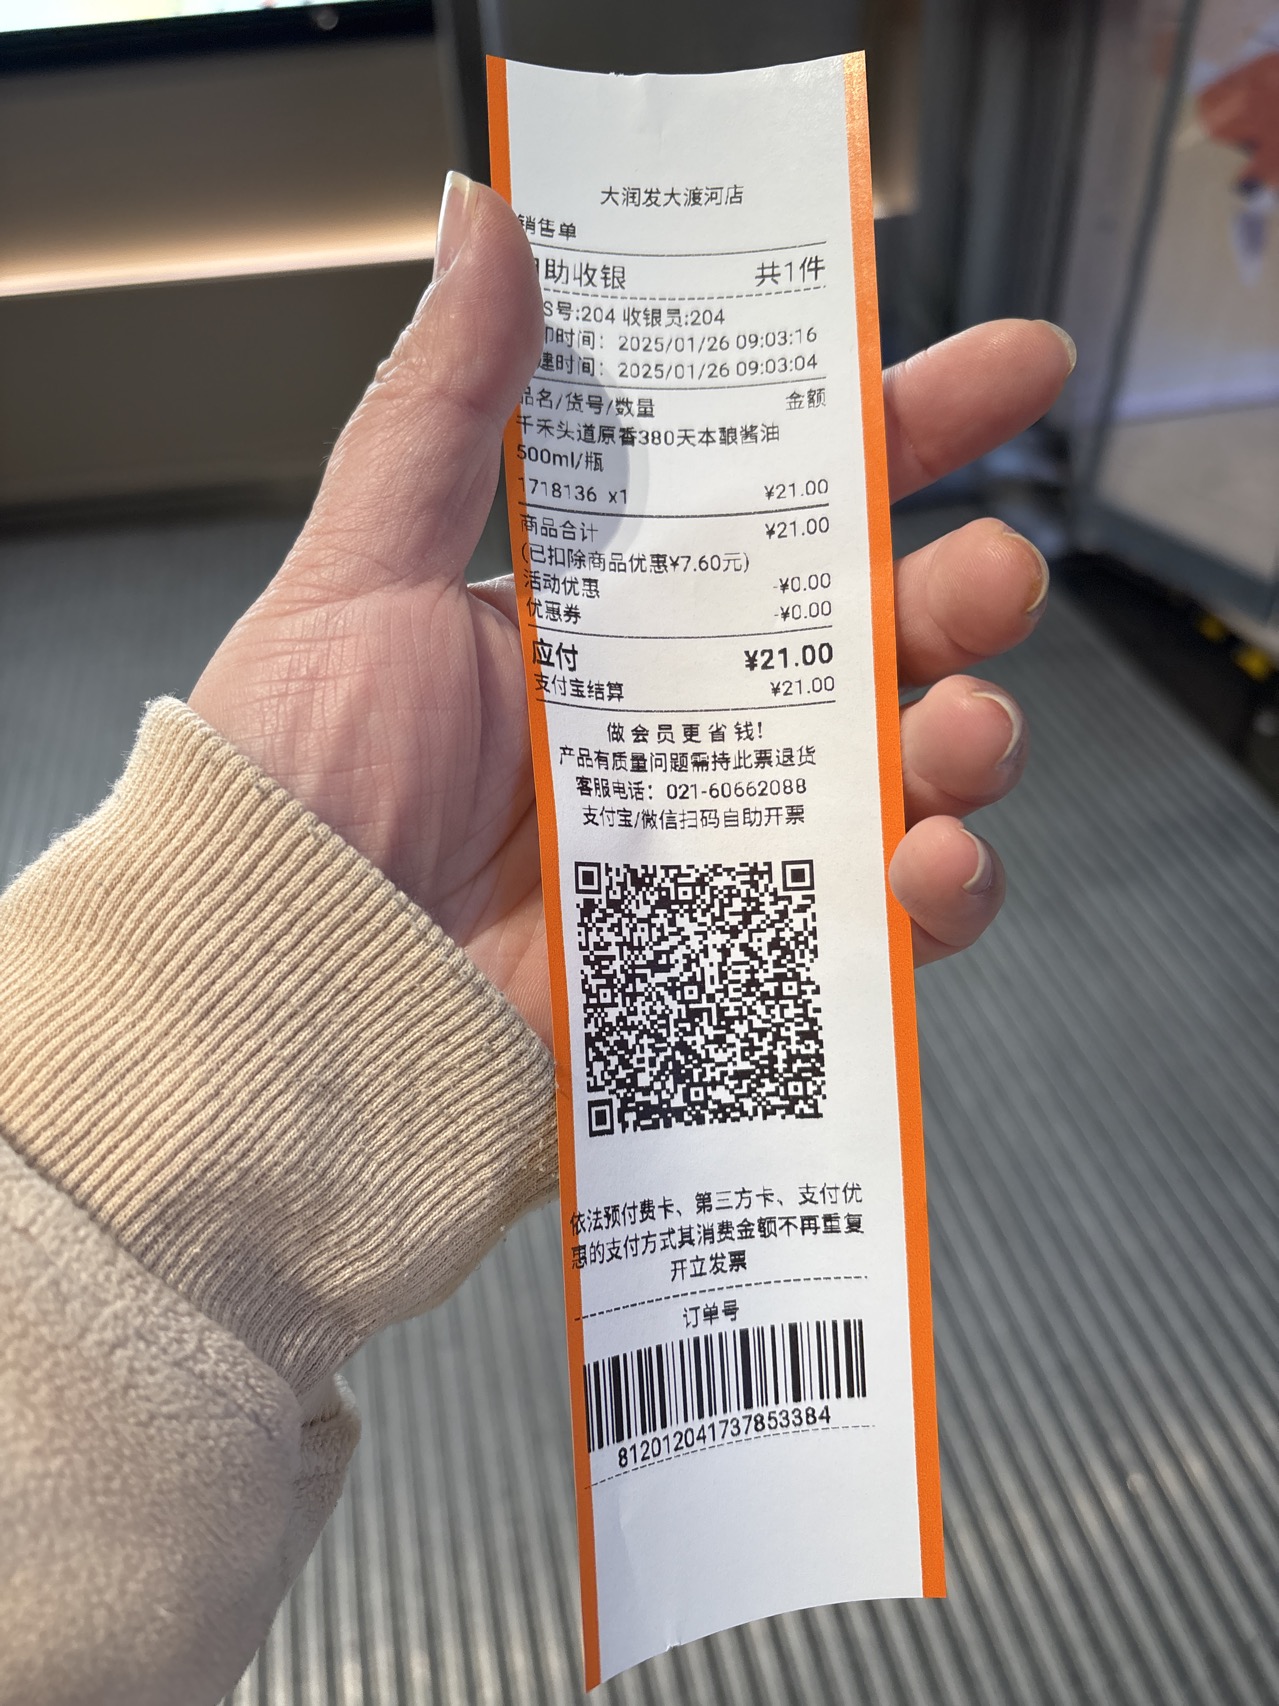 大润发大渡河店
销售单
助收银 共1件
S号:204 收银员:204
印时间：2025/01/26 09:03:16
建时间：2025/01/26 09:03:04
品名/货号/数量 金额
千禾头道原香380天本酿酱油
500ml/瓶
1718136 x1 ¥21.00
商品合计 ¥21.00
(已扣除商品优惠¥7.60元)
活动优惠 -¥0.00
优惠券 -¥0.00
应付 ¥21.00
支付宝结算 ¥21.00
做会员更省钱!
产品有质量问题需持此票退货
客服电话：021-60662088
支付宝/微信扫码自助开票
依法预付费卡、第三方卡、支付优
惠的支付方式其消费金额不再重复
开立发票
订单号
812012041737853384